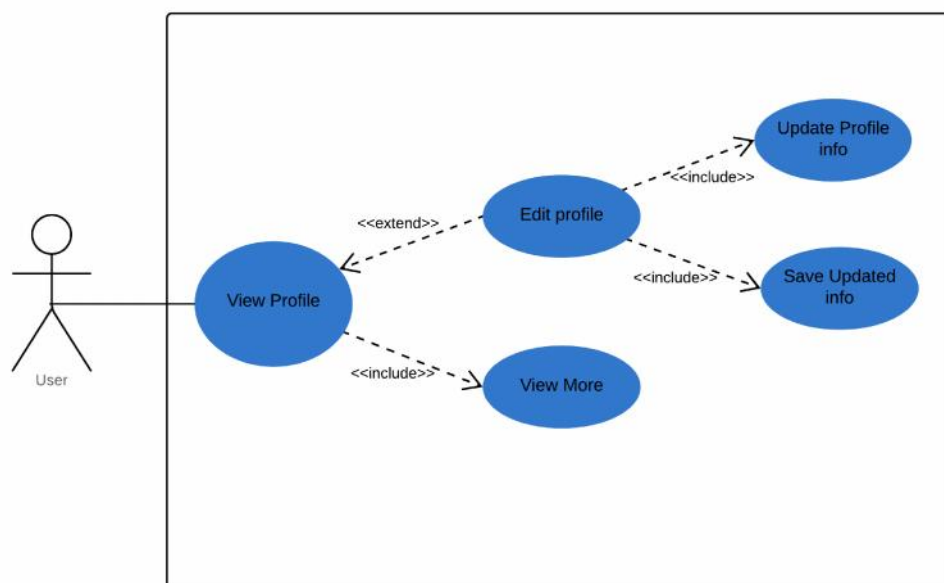 Update Profile
info
<<include>>
Edit profile
<<extend>>
<<include>>
Save Updated
info
View Profile
<<include>>
View More
User